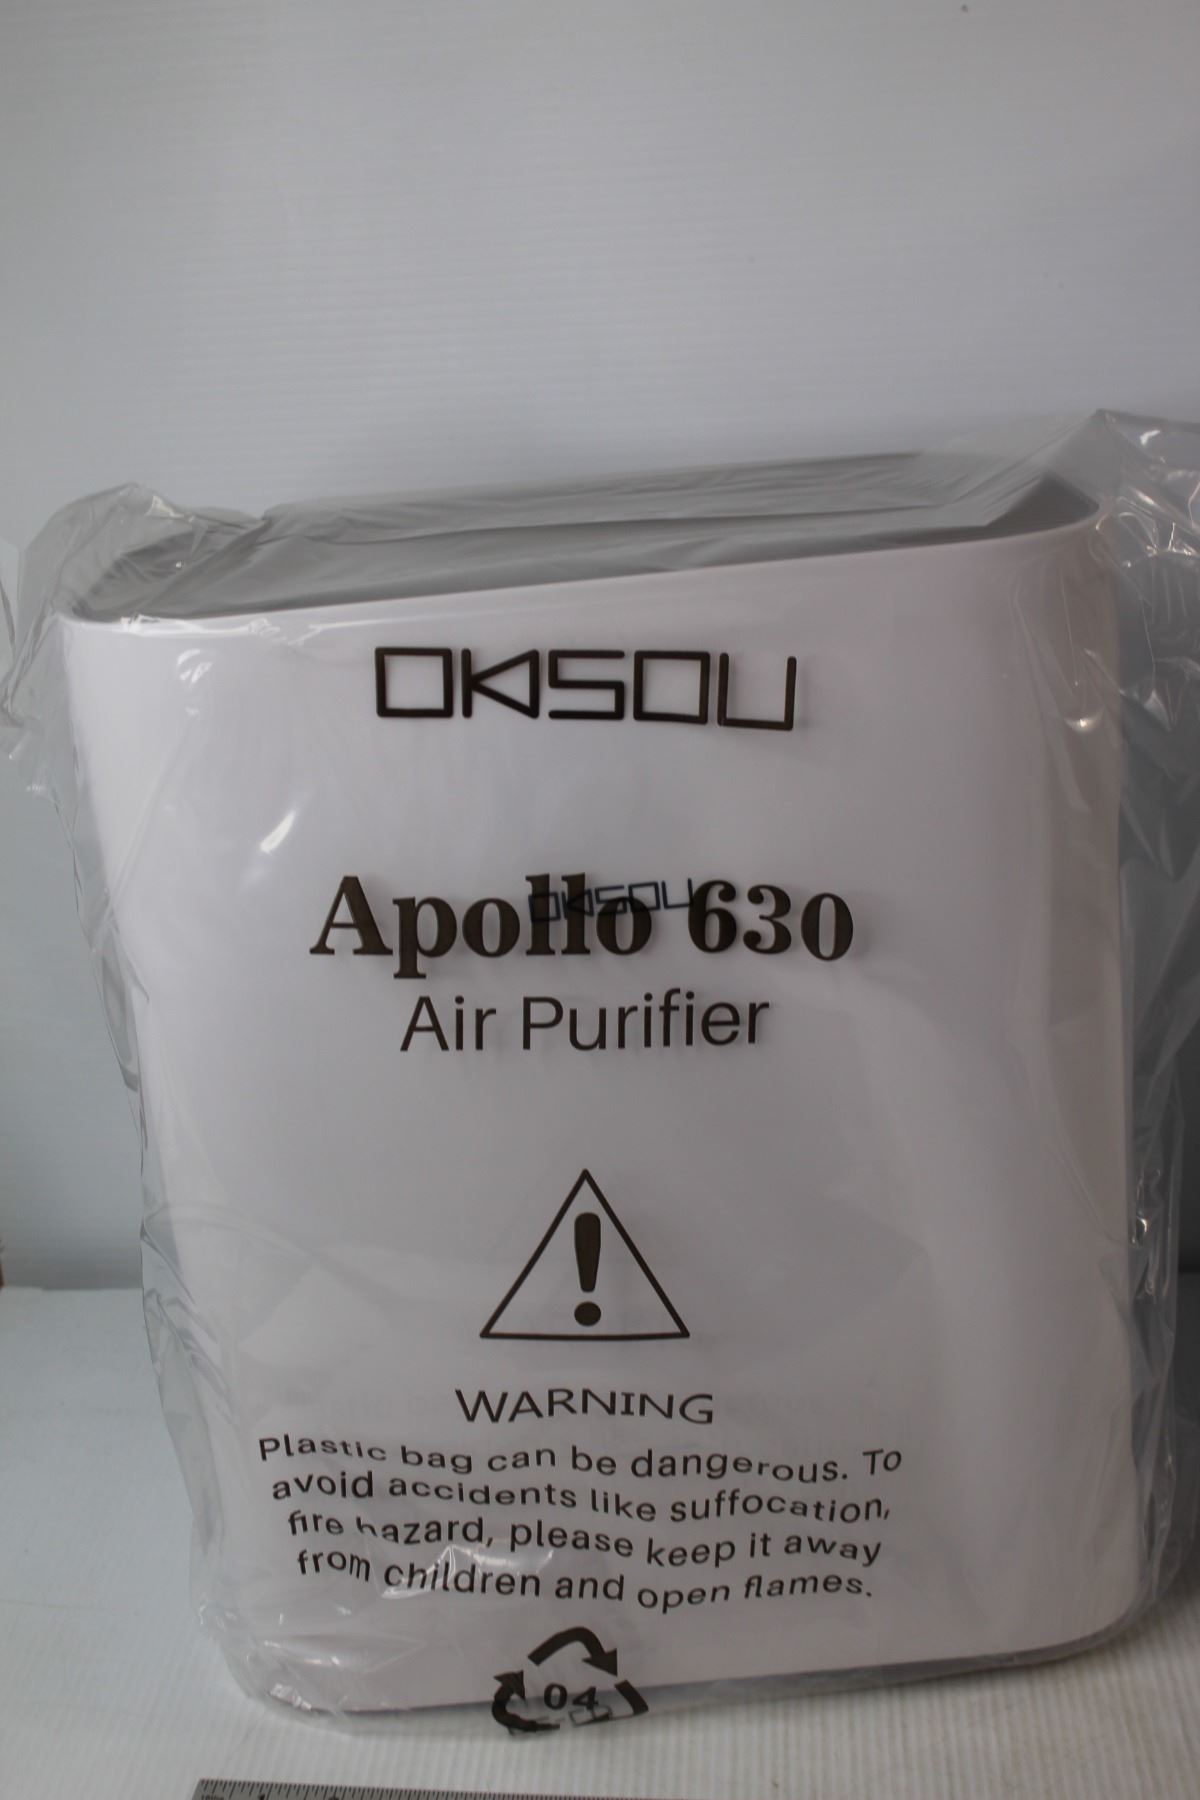 OKSOU
Apollo 630
OKSOU
Air Purifier
WARNING
Plastic bag can be dangerous. To
avoid accidents like suffocation,
fire hazard, please keep it away
from children and open flames.
04